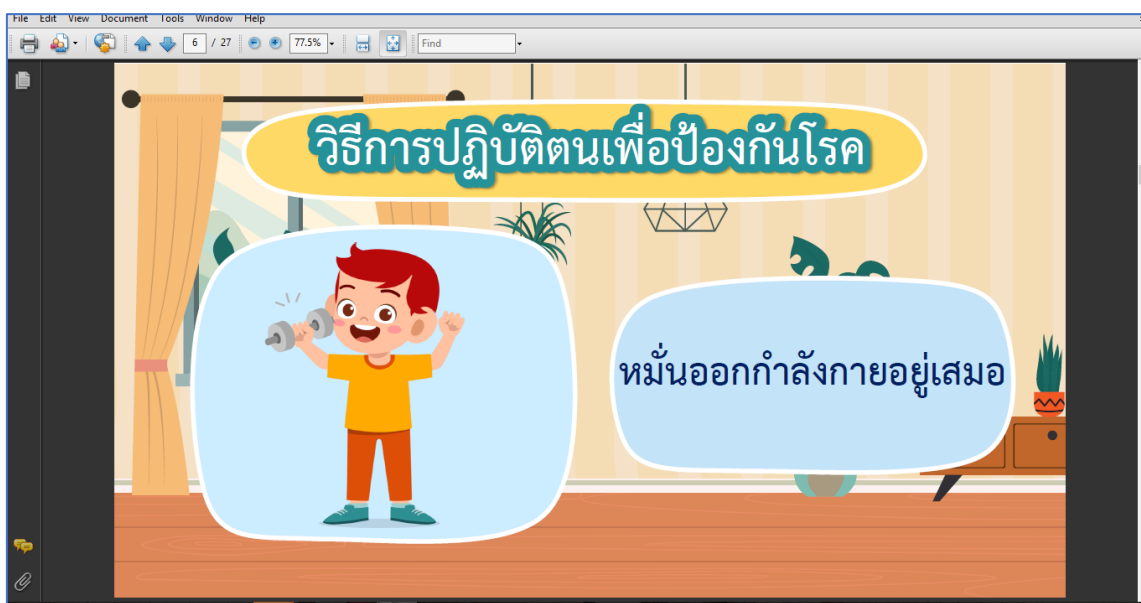 File Edit View Document Tools Window Help
6 / 27 77.5% Find
วิธีการปฏิบัติตนเพื่อป้องกันโรค
หมั่นออกกำลังกายอยู่เสมอ